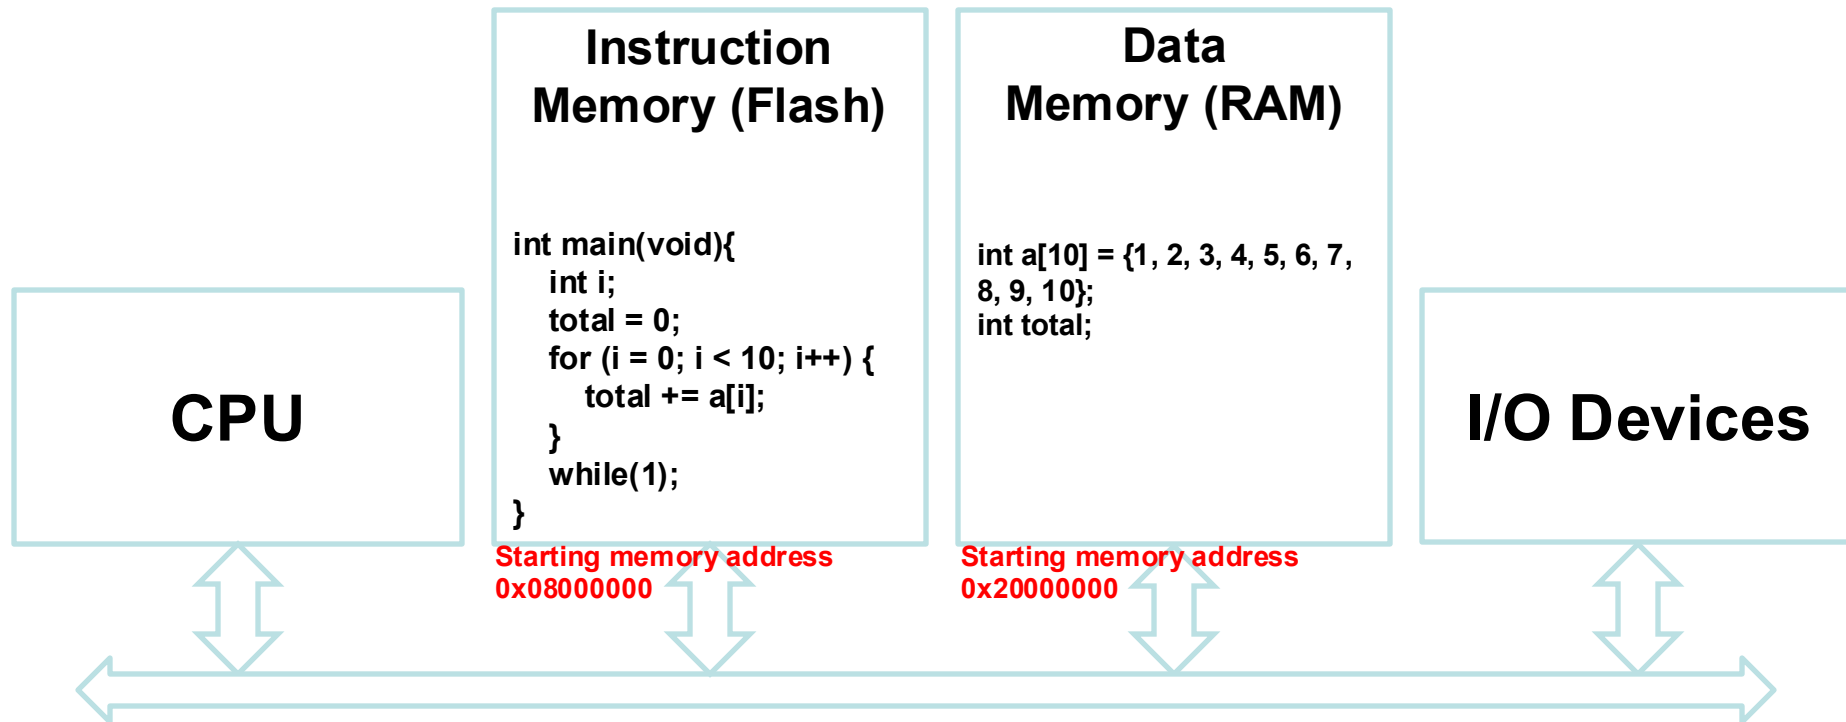 CPU
Instruction
Memory (Flash)
int main(void){
int i;
total = 0;
for (i = 0; i < 10; i++) {
total += a[i];
}
while(1);
}
Starting memory address
0x08000000
Data
Memory (RAM)
int a[10] = {1, 2, 3, 4, 5, 6, 7,
8, 9, 10};
int total;
Starting memory address
0x20000000
I/O Devices